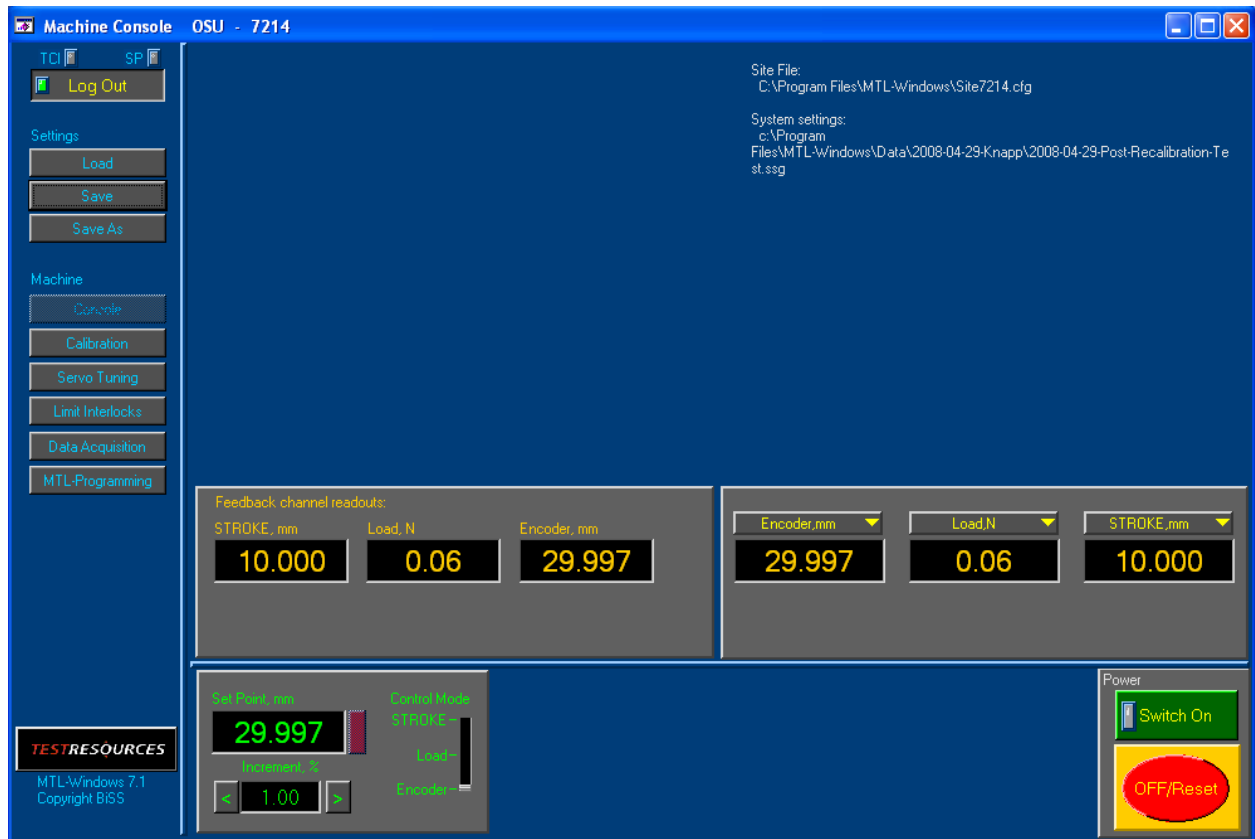 Machine Console OSU - 7214
TCI SP
Log Out
Settings
Load
Save
Save As
Machine
Console
Calibration
Servo Tuning
Limit Interlocks
Data Acquisition
MTL-Programming
TESTRESOURCES
MTL-Windows 7.1
Copyright BiSS
Site File:
C:\Program Files\MTL-Windows\Site7214.cfg
System settings:
c:\Program
Files\MTL-Windows\Data\2008-04-29-Knapp\2008-04-29-Post-Recalibration-Te
st.ssg
Feedback channel readouts:
STROKE, mm Load, N Encoder, mm
10.000 0.06 29.997
Encoder,mm Load,N STROKE,mm
29.997 0.06 10.000
Set Point, mm
29.997
Increment, %
< 1.00 >
Control Mode
STROKE
Load
Encoder
Power
Switch On
OFF/Reset